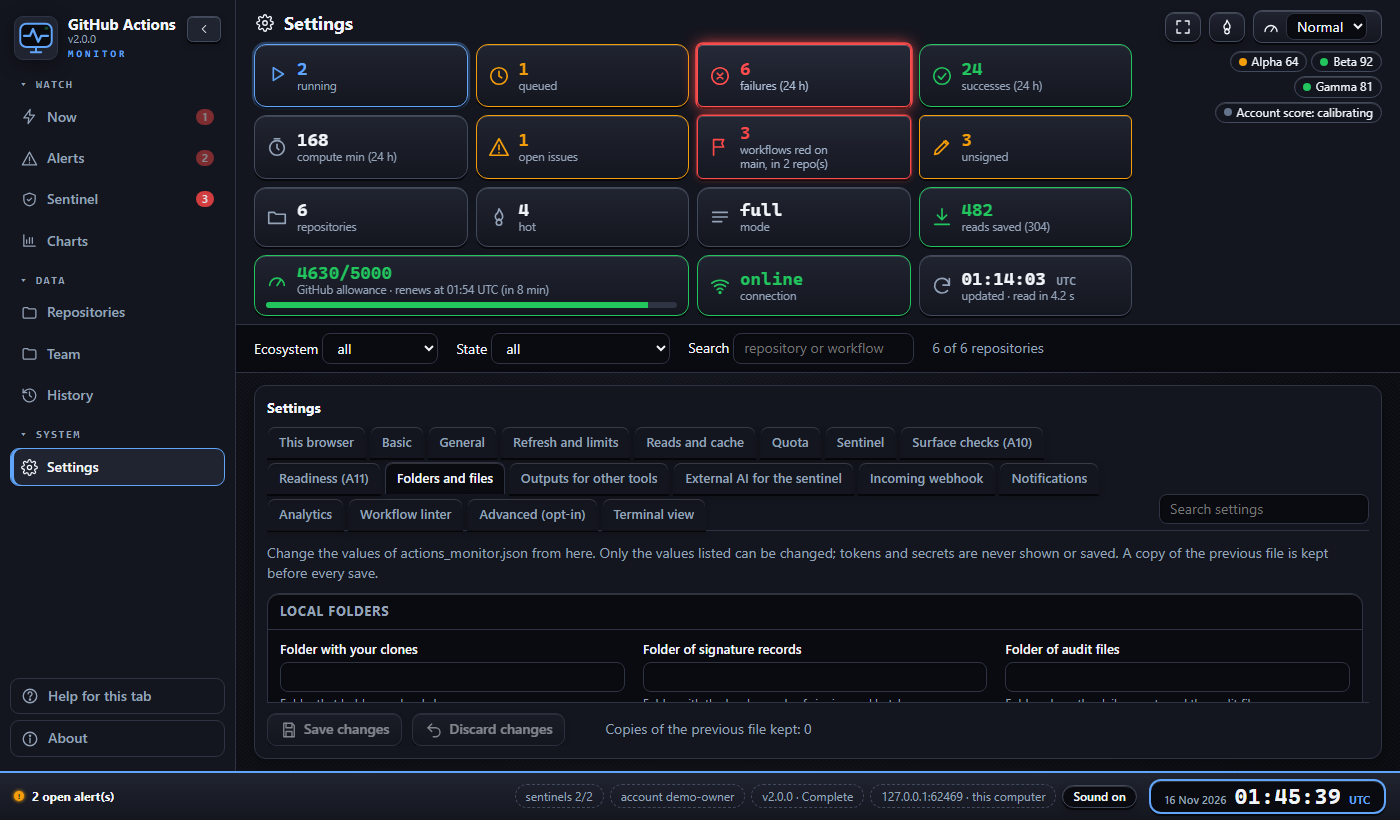 GitHub Actions
v2.0.0
MONITOR
WATCH
Now 1
Alerts 2
Sentinel 3
Charts
DATA
Repositories
Team
History
SYSTEM
Settings
Help for this tab
About
Settings
Normal
Alpha 64 Beta 92
Gamma 81
Account score: calibrating
2
running
1
queued
6
failures (24 h)
24
successes (24 h)
168
compute min (24 h)
1
open issues
3
workflows red on
main, in 2 repo(s)
3
unsigned
6
repositories
4
hot
full
mode
482
reads saved (304)
4630/5000
GitHub allowance · renews at 01:54 UTC (in 8 min)
online
connection
01:14:03 UTC
updated · read in 4.2 s
Ecosystem all State all Search repository or workflow 6 of 6 repositories
Settings
This browser Basic General Refresh and limits Reads and cache Quota Sentinel Surface checks (A10)
Readiness (A11) Folders and files Outputs for other tools External AI for the sentinel Incoming webhook Notifications
Analytics Workflow linter Advanced (opt-in) Terminal view Search settings
Change the values of actions_monitor.json from here. Only the values listed can be changed; tokens and secrets are never shown or saved. A copy of the previous file is kept
before every save.
LOCAL FOLDERS
Folder with your clones Folder of signature records Folder of audit files
Save changes Discard changes Copies of the previous file kept: 0
2 open alert(s) sentinels 2/2 account demo-owner v2.0.0 · Complete 127.0.0.1:62469 · this computer Sound on 16 Nov 2026 01:45:39 UTC